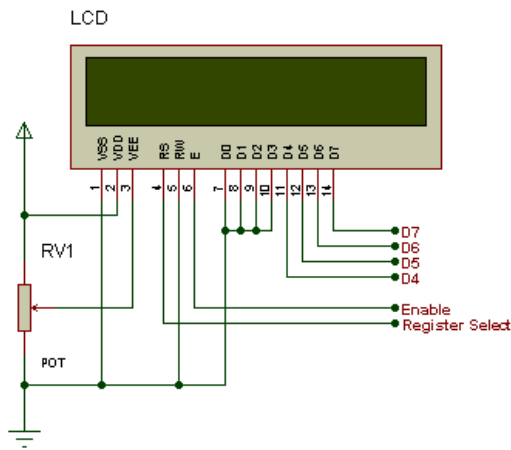 LCD
VSS
VDD
VEE
RS
RW
E
D0
D1
D2
D3
D4
D5
D6
D7
1
2
3
4
5
6
7
8
9
10
11
12
13
14
D7
D6
D5
D4
Enable
Register Select
RV1
POT